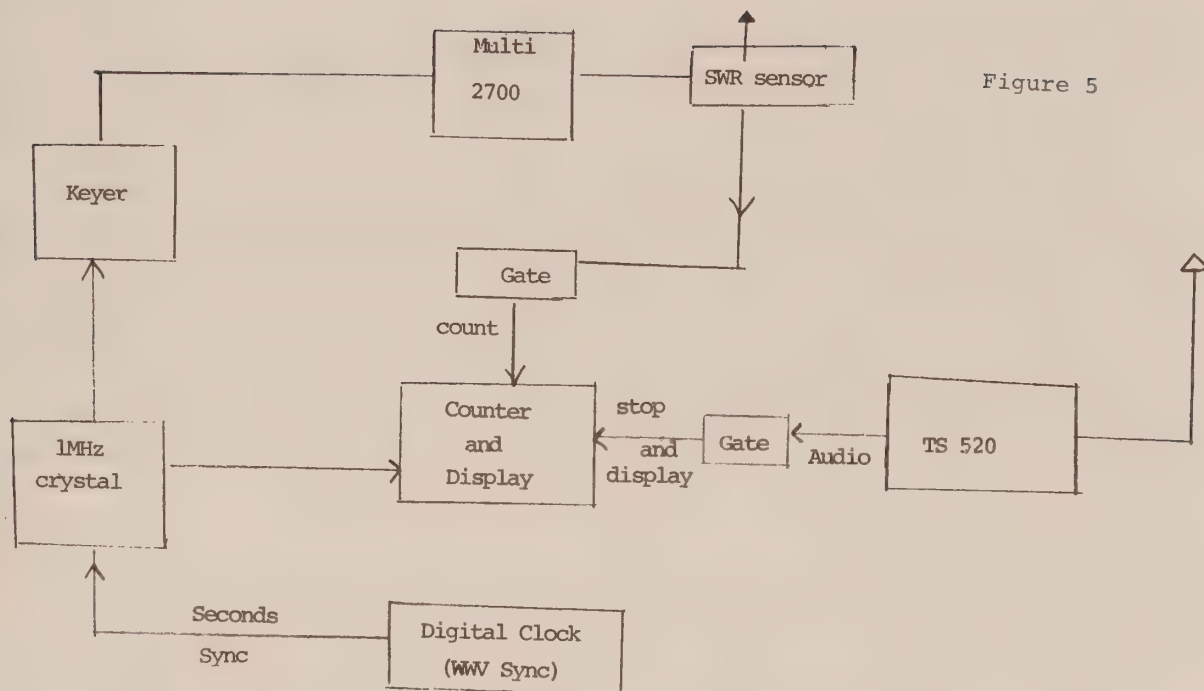 Multi
2700
SWR sensor
Figure 5
Keyer
Gate
count
Counter
and
Display
stop
and
display
Gate
Audio
TS 520
1MHz
crystal
Seconds
Sync
Digital Clock
(WWV Sync)